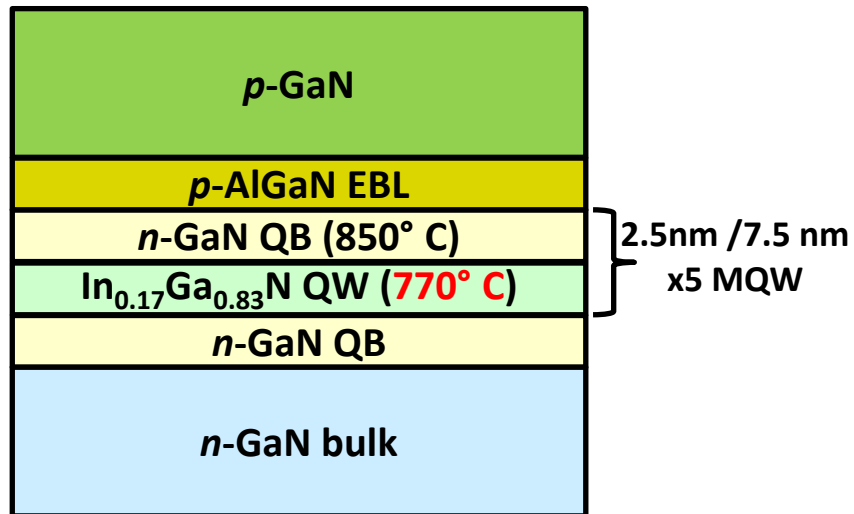 p-GaN
p-AlGaN EBL
n-GaN QB (850° C)
In0.17Ga0.83N QW (770° C)
n-GaN QB
n-GaN bulk
2.5nm /7.5 nm
x5 MQW